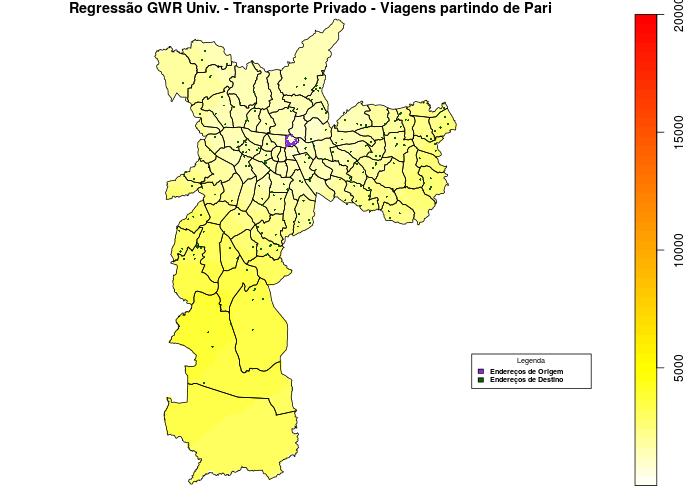 Regressão GWR Univ. - Transporte Privado - Viagens partindo de Pari
20000
15000
10000
5000
Legenda
Endereços de Origem
Endereços de Destino